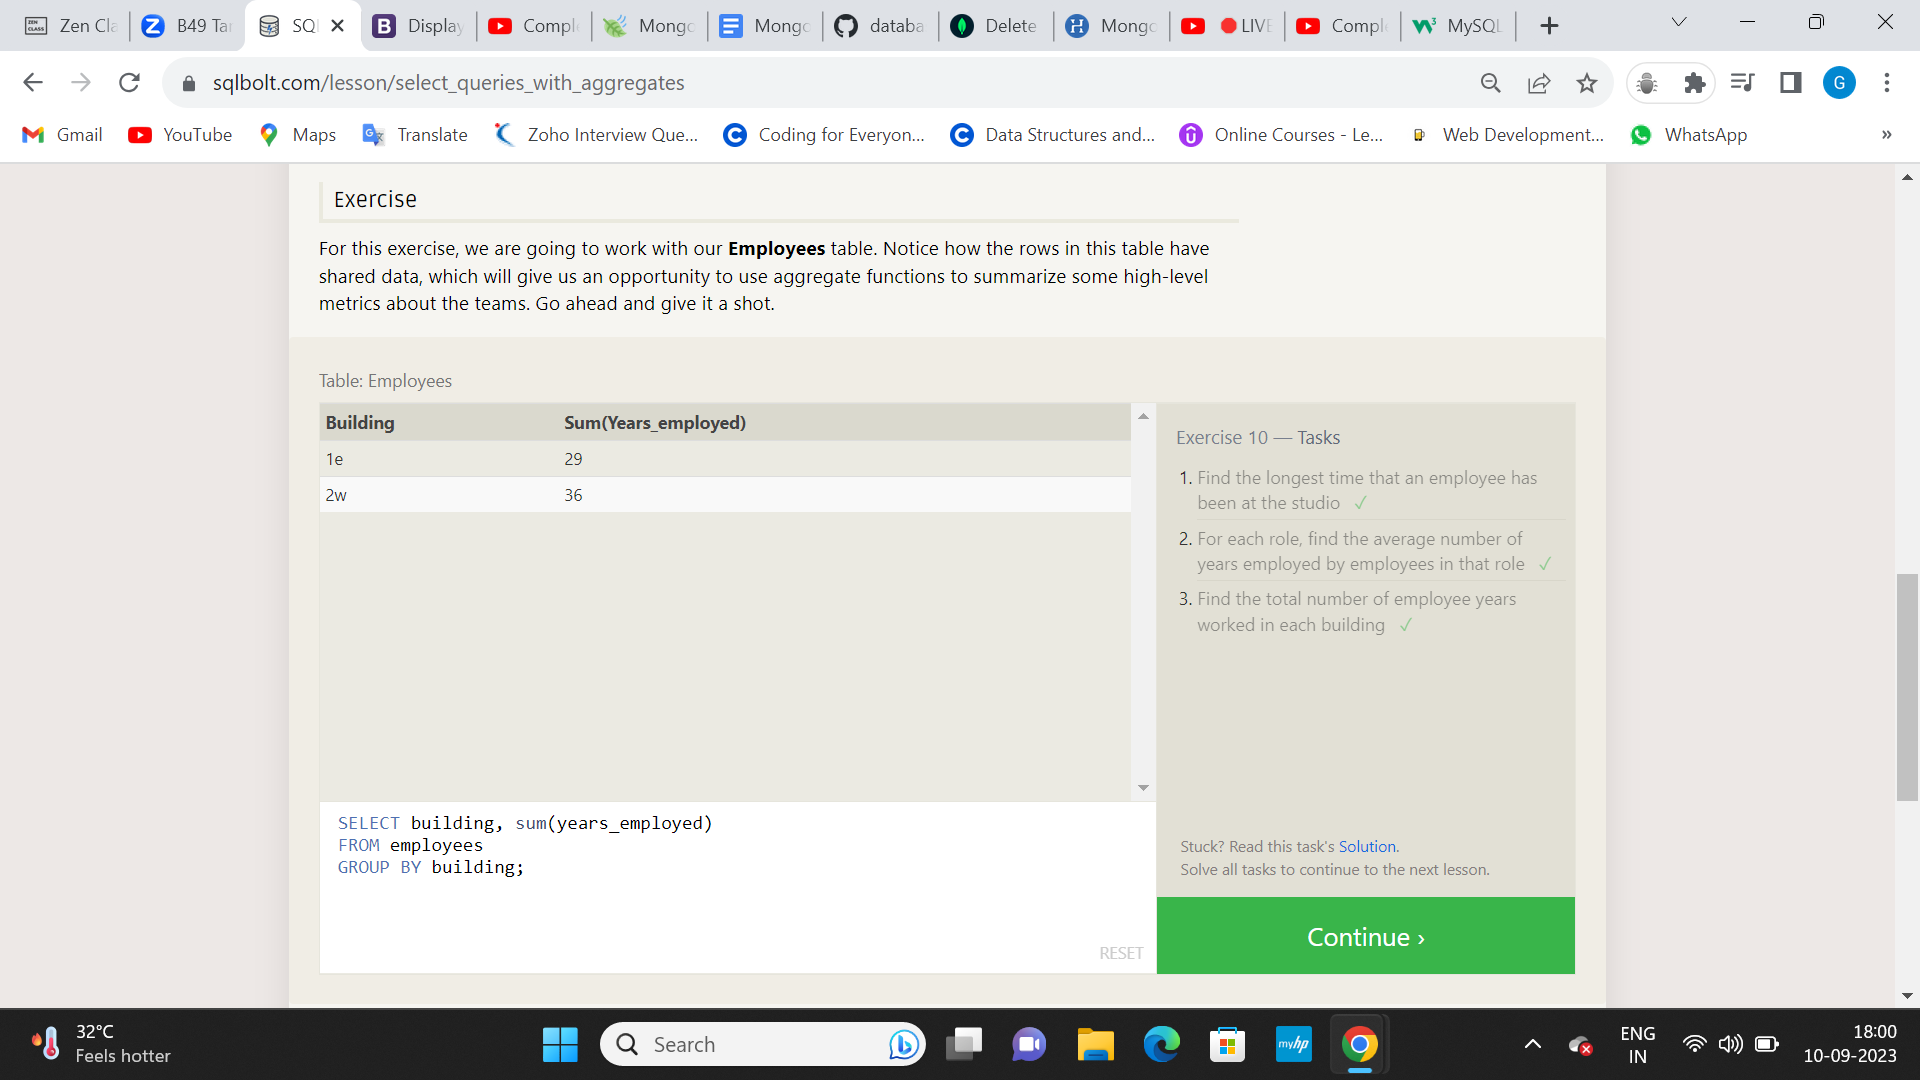 Zen Cla
B49 Tar
SQl
Display
Compl
Mongo
Mongo
databa
Delete
Mongo
LIVE
Compl
MySQL
sqlbolt.com/lesson/select_queries_with_aggregates
G
Gmail
YouTube
Maps
Translate
Zoho Interview Que...
Coding for Everyon...
Data Structures and...
Online Courses - Le...
Web Development...
WhatsApp
»
Exercise
For this exercise, we are going to work with our Employees table. Notice how the rows in this table have
shared data, which will give us an opportunity to use aggregate functions to summarize some high-level
metrics about the teams. Go ahead and give it a shot.
Table: Employees
Building Sum(Years_employed)
1e 29
2w 36
SELECT building, sum(years_employed)
FROM employees
GROUP BY building;
RESET
Exercise 10 — Tasks
1. Find the longest time that an employee has
been at the studio ✓
2. For each role, find the average number of
years employed by employees in that role ✓
3. Find the total number of employee years
worked in each building ✓
Stuck? Read this task's Solution.
Solve all tasks to continue to the next lesson.
Continue ›
32°C
Feels hotter
Search
myhp
ENG
IN
18:00
10-09-2023